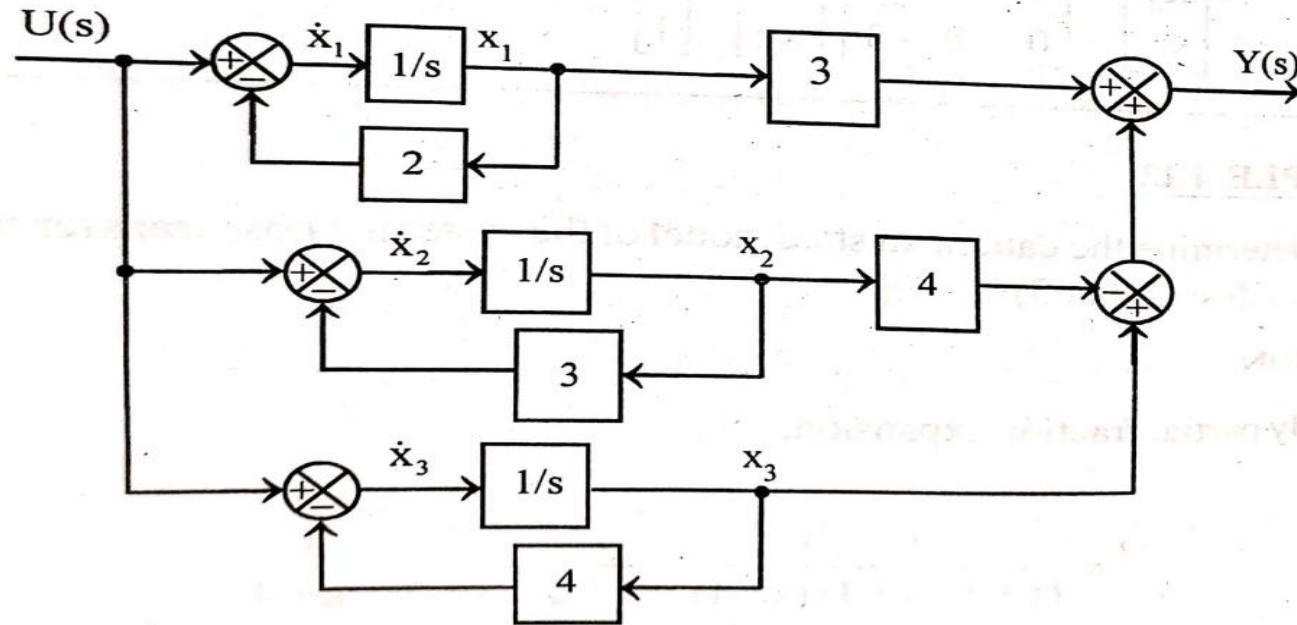 U(s)
+
−
ẋ₁
1/s
x₁
3
+
+
Y(s)
2
+
−
ẋ₂
1/s
x₂
4
−
+
3
+
−
ẋ₃
1/s
x₃
4